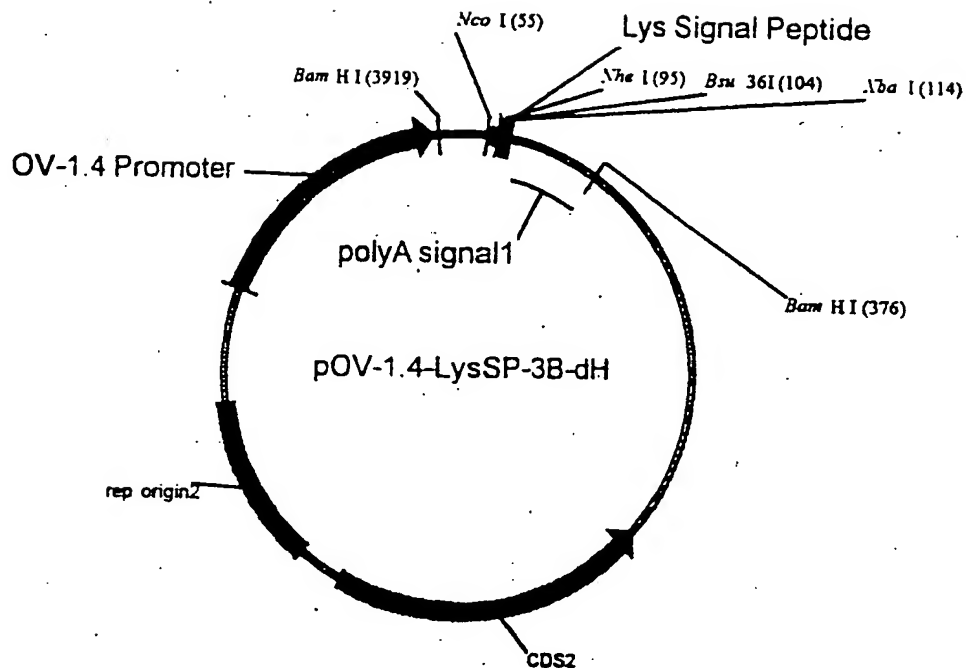 Nco I (55)
Lys Signal Peptide
Bam H I (3919)
Nhe I (95)
Bsu 36I (104)
Xba I (114)
OV-1.4 Promoter
polyA signal1
Bam H I (376)
pOV-1.4-LysSP-3B-dH
rep origin2
CDS2